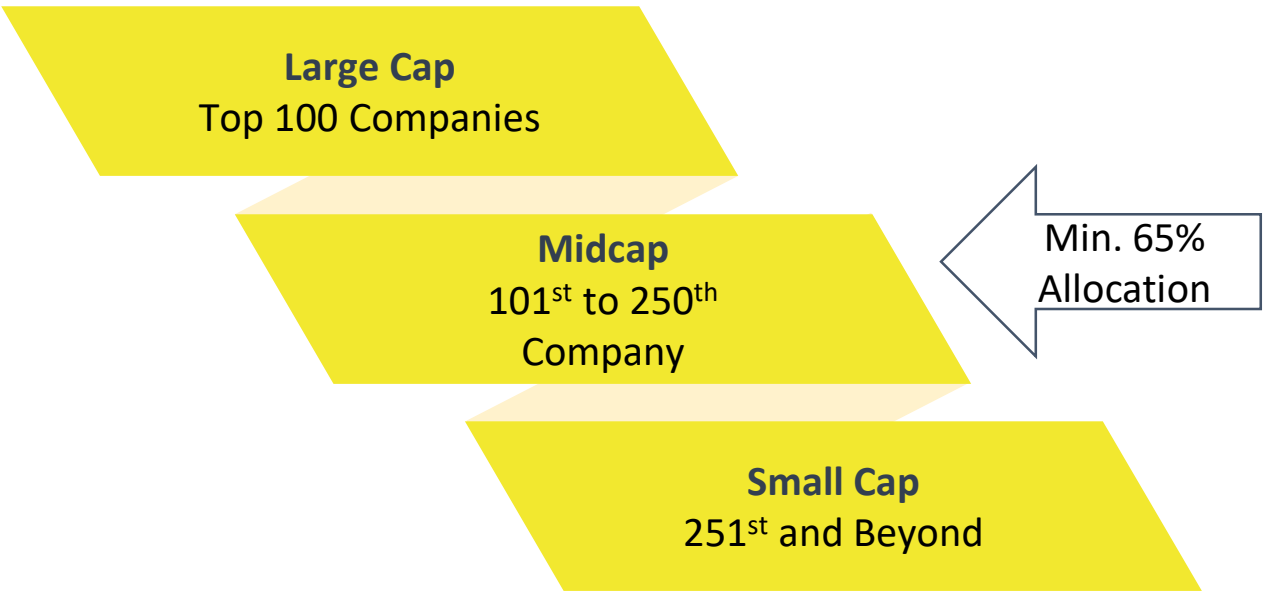 Large Cap
Top 100 Companies
Midcap
101st to 250th
Company
Min. 65%
Allocation
Small Cap
251st and Beyond